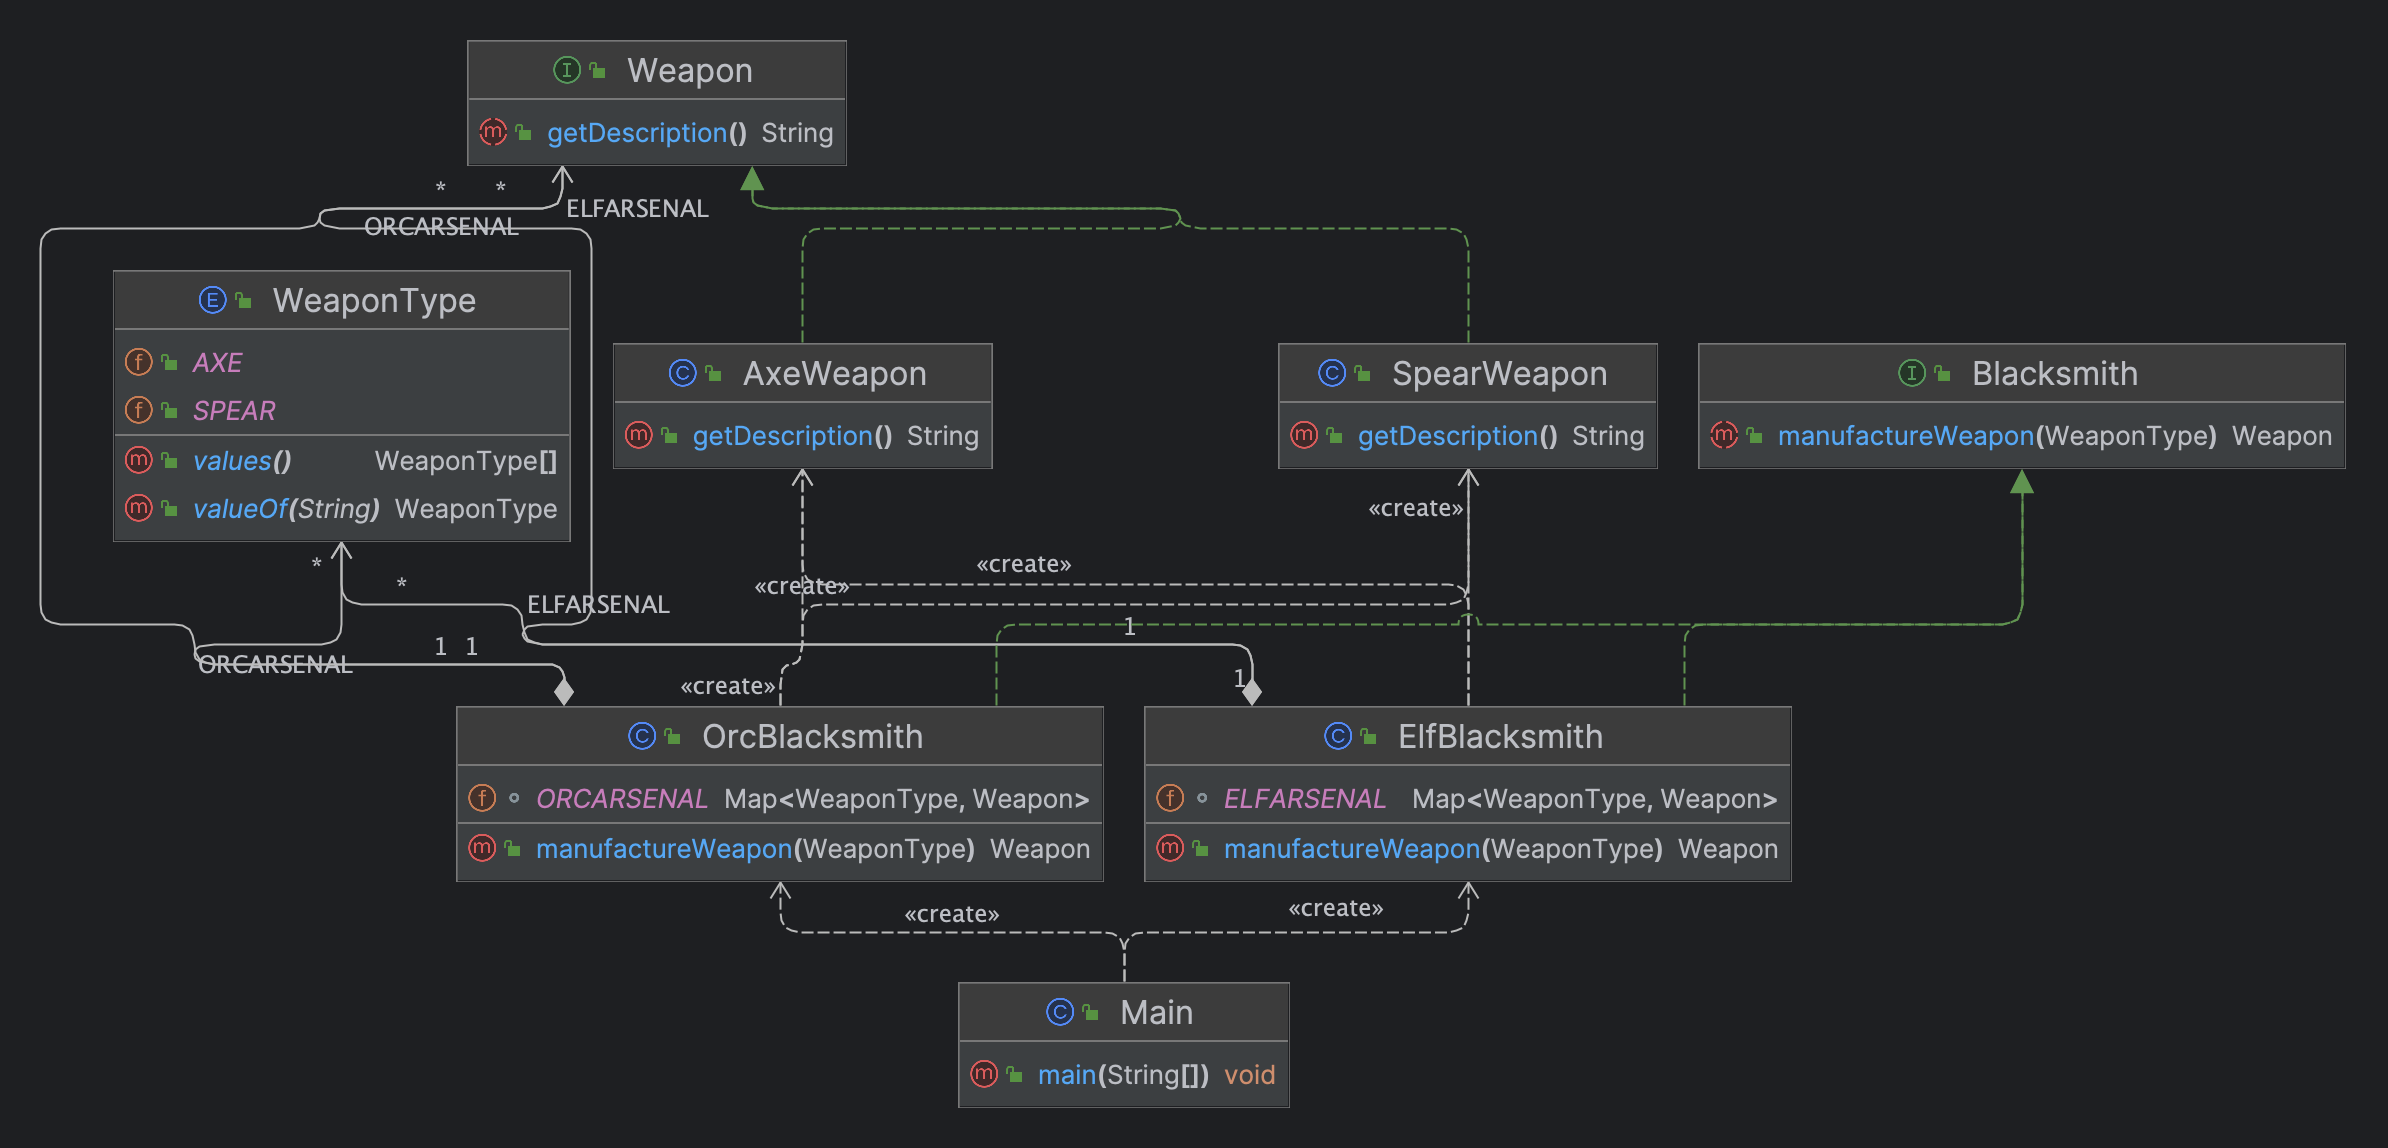 Weapon
getDescription() String
* *
ELFARSENAL
ORCARSENAL
WeaponType
AXE
SPEAR
values() WeaponType[]
valueOf(String) WeaponType
AxeWeapon
getDescription() String
SpearWeapon
getDescription() String
Blacksmith
manufactureWeapon(WeaponType) Weapon
«create»
*
«create»
*
«create»
ELFARSENAL
1
1 1
ORCARSENAL
«create»
1
OrcBlacksmith
ORCARSENAL Map<WeaponType, Weapon>
manufactureWeapon(WeaponType) Weapon
ElfBlacksmith
ELFARSENAL Map<WeaponType, Weapon>
manufactureWeapon(WeaponType) Weapon
«create»
«create»
Main
main(String[]) void